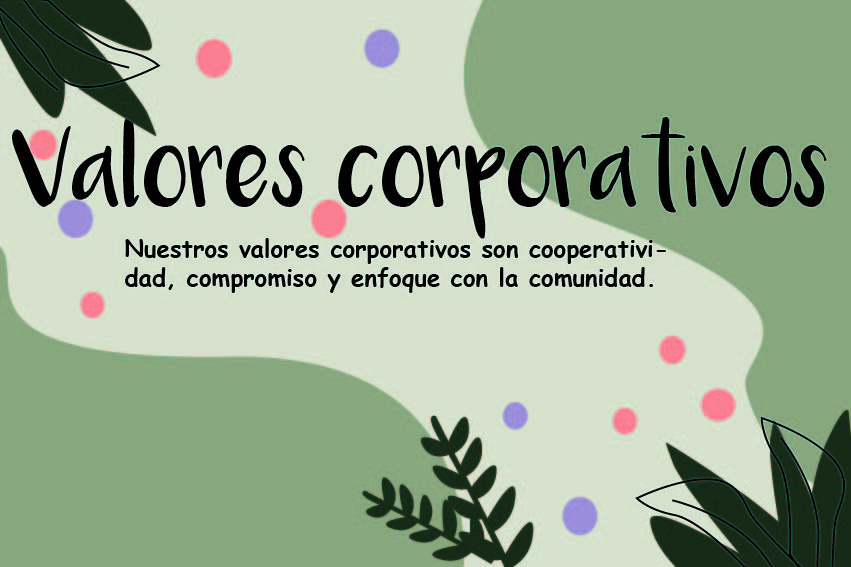 Valores corporativos
Nuestros valores corporativos son cooperativi-
dad, compromiso y enfoque con la comunidad.